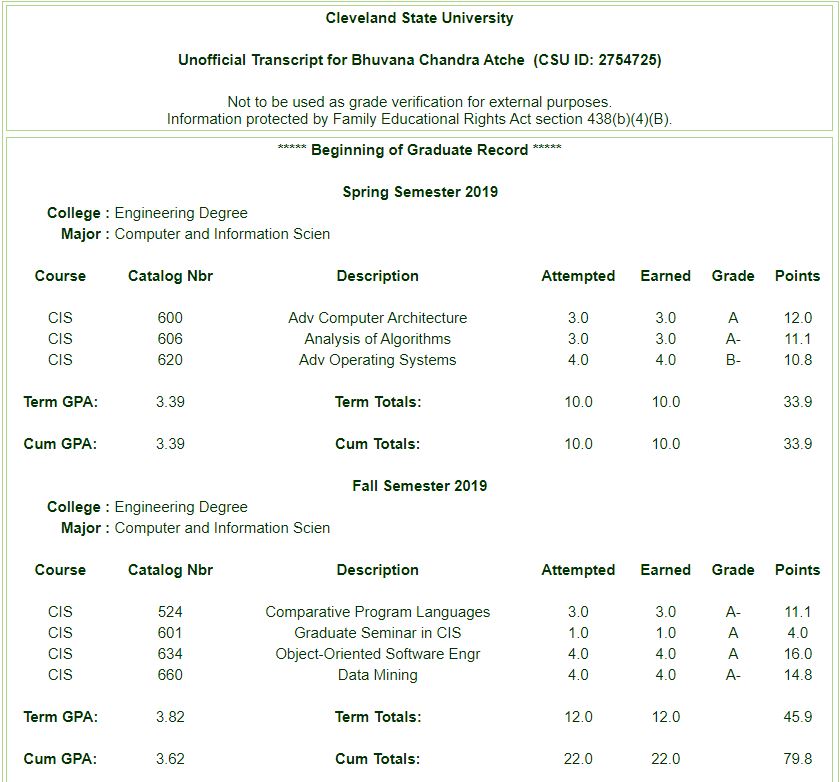 Cleveland State University
Unofficial Transcript for Bhuvana Chandra Atche (CSU ID: 2754725)
Not to be used as grade verification for external purposes.
Information protected by Family Educational Rights Act section 438(b)(4)(B).
***** Beginning of Graduate Record *****
Spring Semester 2019
College : Engineering Degree
Major : Computer and Information Scien
Course Catalog Nbr Description Attempted Earned Grade Points
CIS 600 Adv Computer Architecture 3.0 3.0 A 12.0
CIS 606 Analysis of Algorithms 3.0 3.0 A- 11.1
CIS 620 Adv Operating Systems 4.0 4.0 B- 10.8
Term GPA: 3.39 Term Totals: 10.0 10.0 33.9
Cum GPA: 3.39 Cum Totals: 10.0 10.0 33.9
Fall Semester 2019
College : Engineering Degree
Major : Computer and Information Scien
Course Catalog Nbr Description Attempted Earned Grade Points
CIS 524 Comparative Program Languages 3.0 3.0 A- 11.1
CIS 601 Graduate Seminar in CIS 1.0 1.0 A 4.0
CIS 634 Object-Oriented Software Engr 4.0 4.0 A 16.0
CIS 660 Data Mining 4.0 4.0 A- 14.8
Term GPA: 3.82 Term Totals: 12.0 12.0 45.9
Cum GPA: 3.62 Cum Totals: 22.0 22.0 79.8